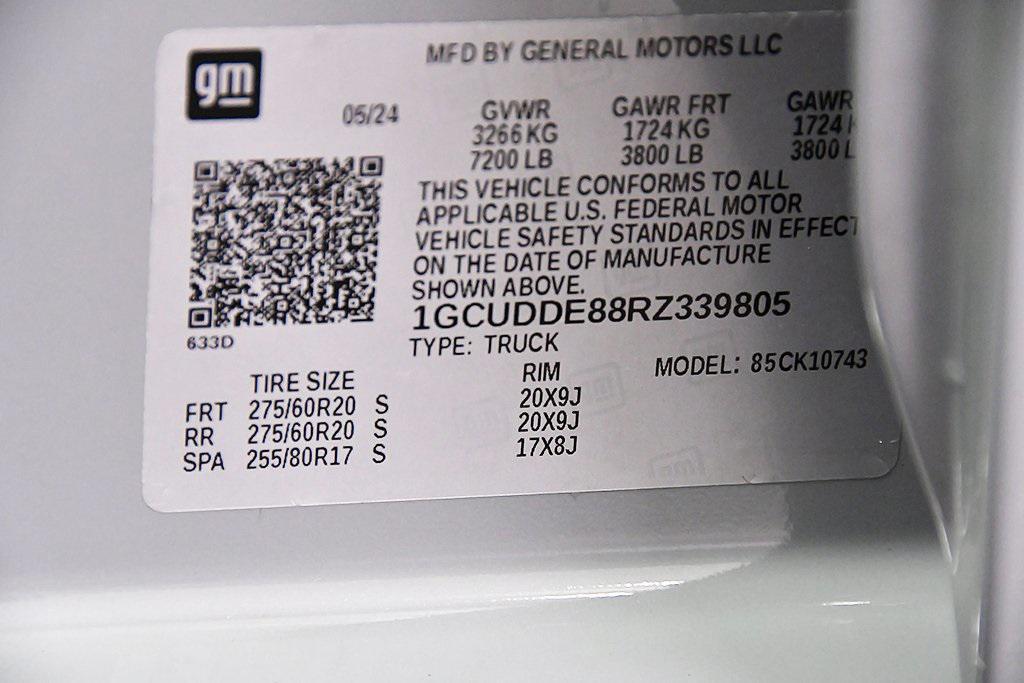 gm
MFD BY GENERAL MOTORS LLC
05/24 GVWR GAWR FRT GAWR
3266 KG 1724 KG 1724
7200 LB 3800 LB 3800 L
THIS VEHICLE CONFORMS TO ALL
APPLICABLE U.S. FEDERAL MOTOR
VEHICLE SAFETY STANDARDS IN EFFECT
ON THE DATE OF MANUFACTURE
SHOWN ABOVE.
1GCUDDE88RZ339805
633D
TYPE: TRUCK
MODEL: 85CK10743
TIRE SIZE RIM
FRT 275/60R20 S 20X9J
RR 275/60R20 S 20X9J
SPA 255/80R17 S 17X8J